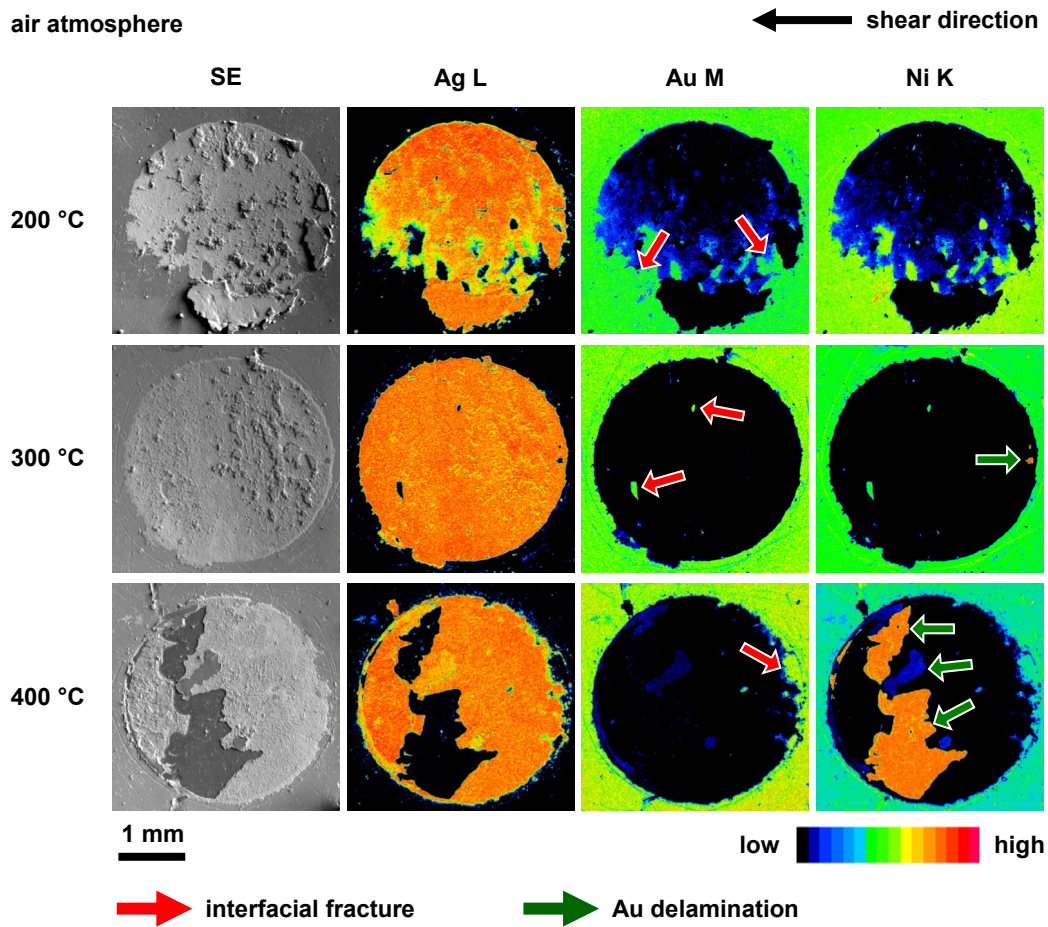 air atmosphere
shear direction
SE
Ag L
Au M
Ni K
200 °C
300 °C
400 °C
1 mm
low
high
interfacial fracture
Au delamination